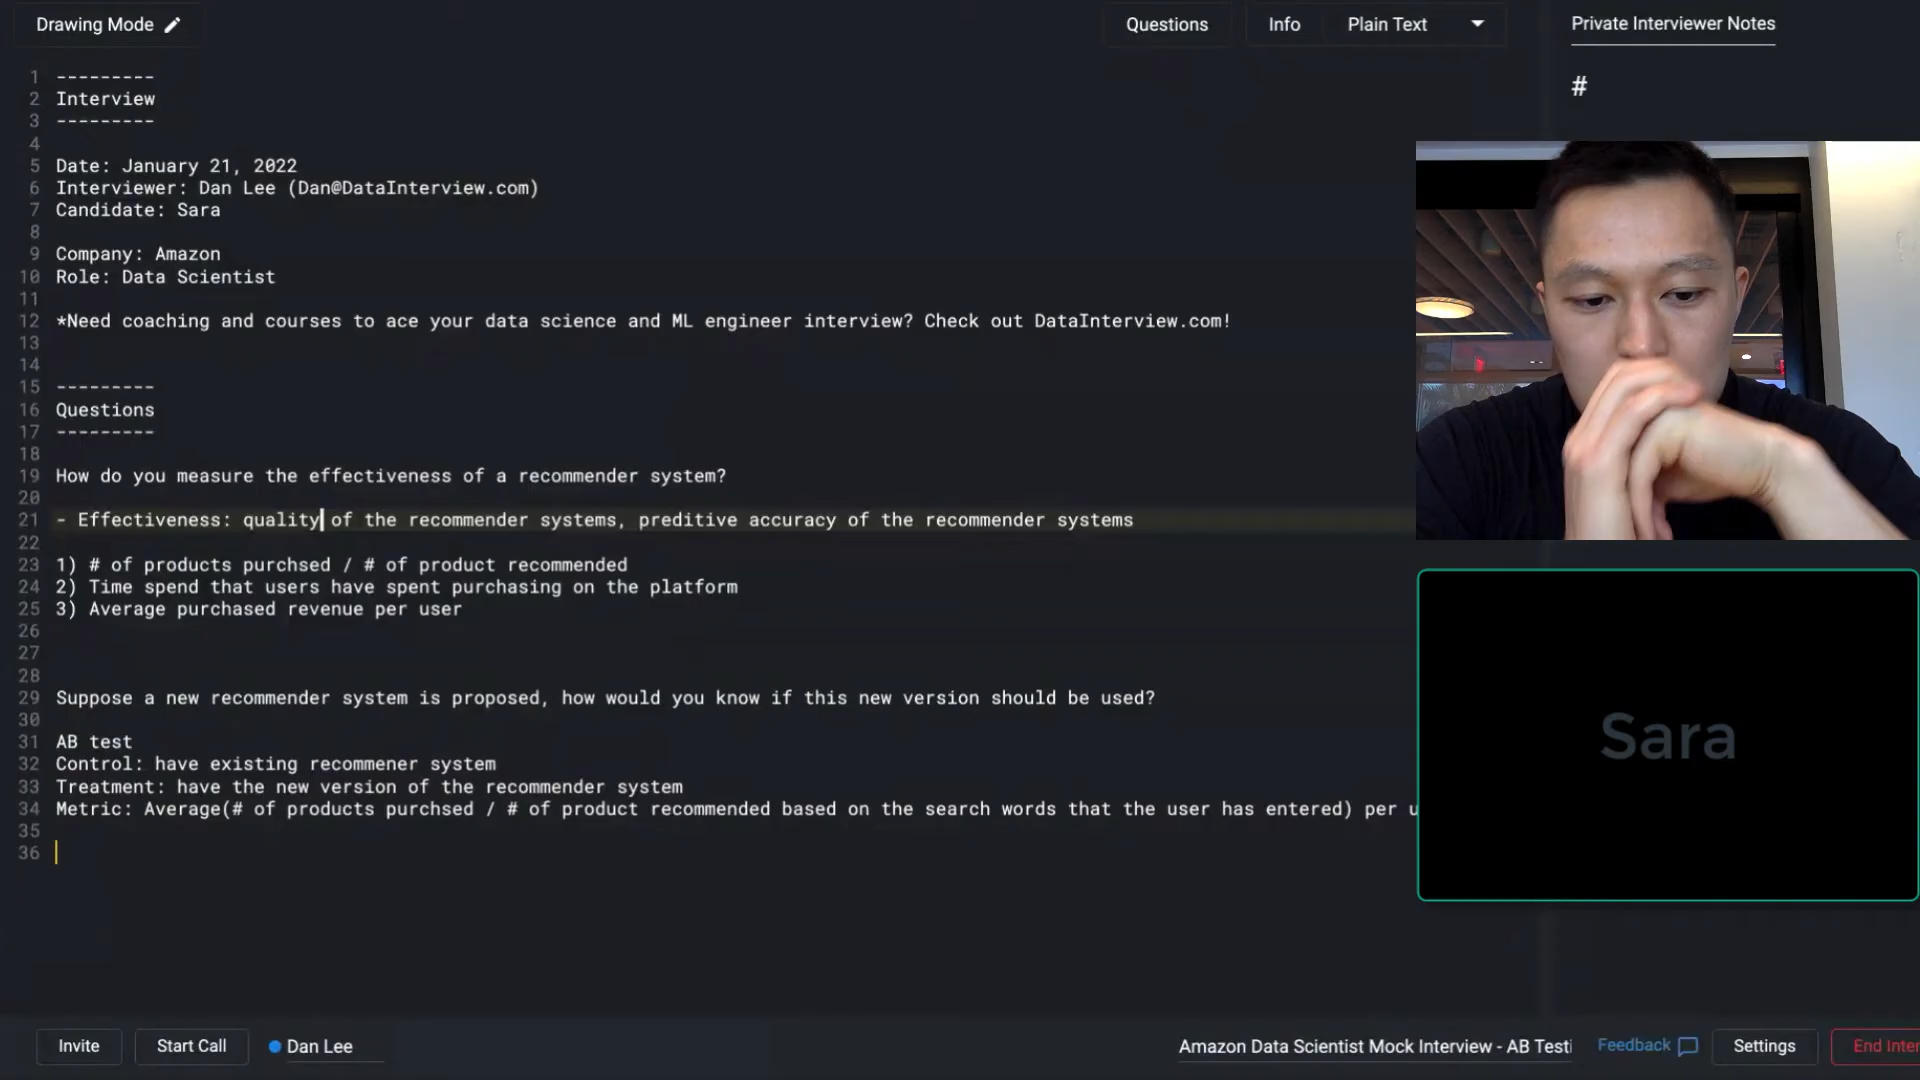 Drawing Mode
Questions
Info
Plain Text
Private Interviewer Notes
#
1 ---------
2 Interview
3 ---------
4
5 Date: January 21, 2022
6 Interviewer: Dan Lee (Dan@DataInterview.com)
7 Candidate: Sara
8
9 Company: Amazon
10 Role: Data Scientist
11
12 *Need coaching and courses to ace your data science and ML engineer interview? Check out DataInterview.com!
13
14
15 ---------
16 Questions
17 ---------
18
19 How do you measure the effectiveness of a recommender system?
20
21 - Effectiveness: quality of the recommender systems, preditive accuracy of the recommender systems
22
23 1) # of products purchsed / # of product recommended
24 2) Time spend that users have spent purchasing on the platform
25 3) Average purchased revenue per user
26
27
28
29 Suppose a new recommender system is proposed, how would you know if this new version should be used?
30
31 AB test
32 Control: have existing recommener system
33 Treatment: have the new version of the recommender system
34 Metric: Average(# of products purchsed / # of product recommended based on the search words that the user has entered) per u
35
36
Sara
Invite
Start Call
Dan Lee
Amazon Data Scientist Mock Interview - AB Testi
Feedback
Settings
End Inter